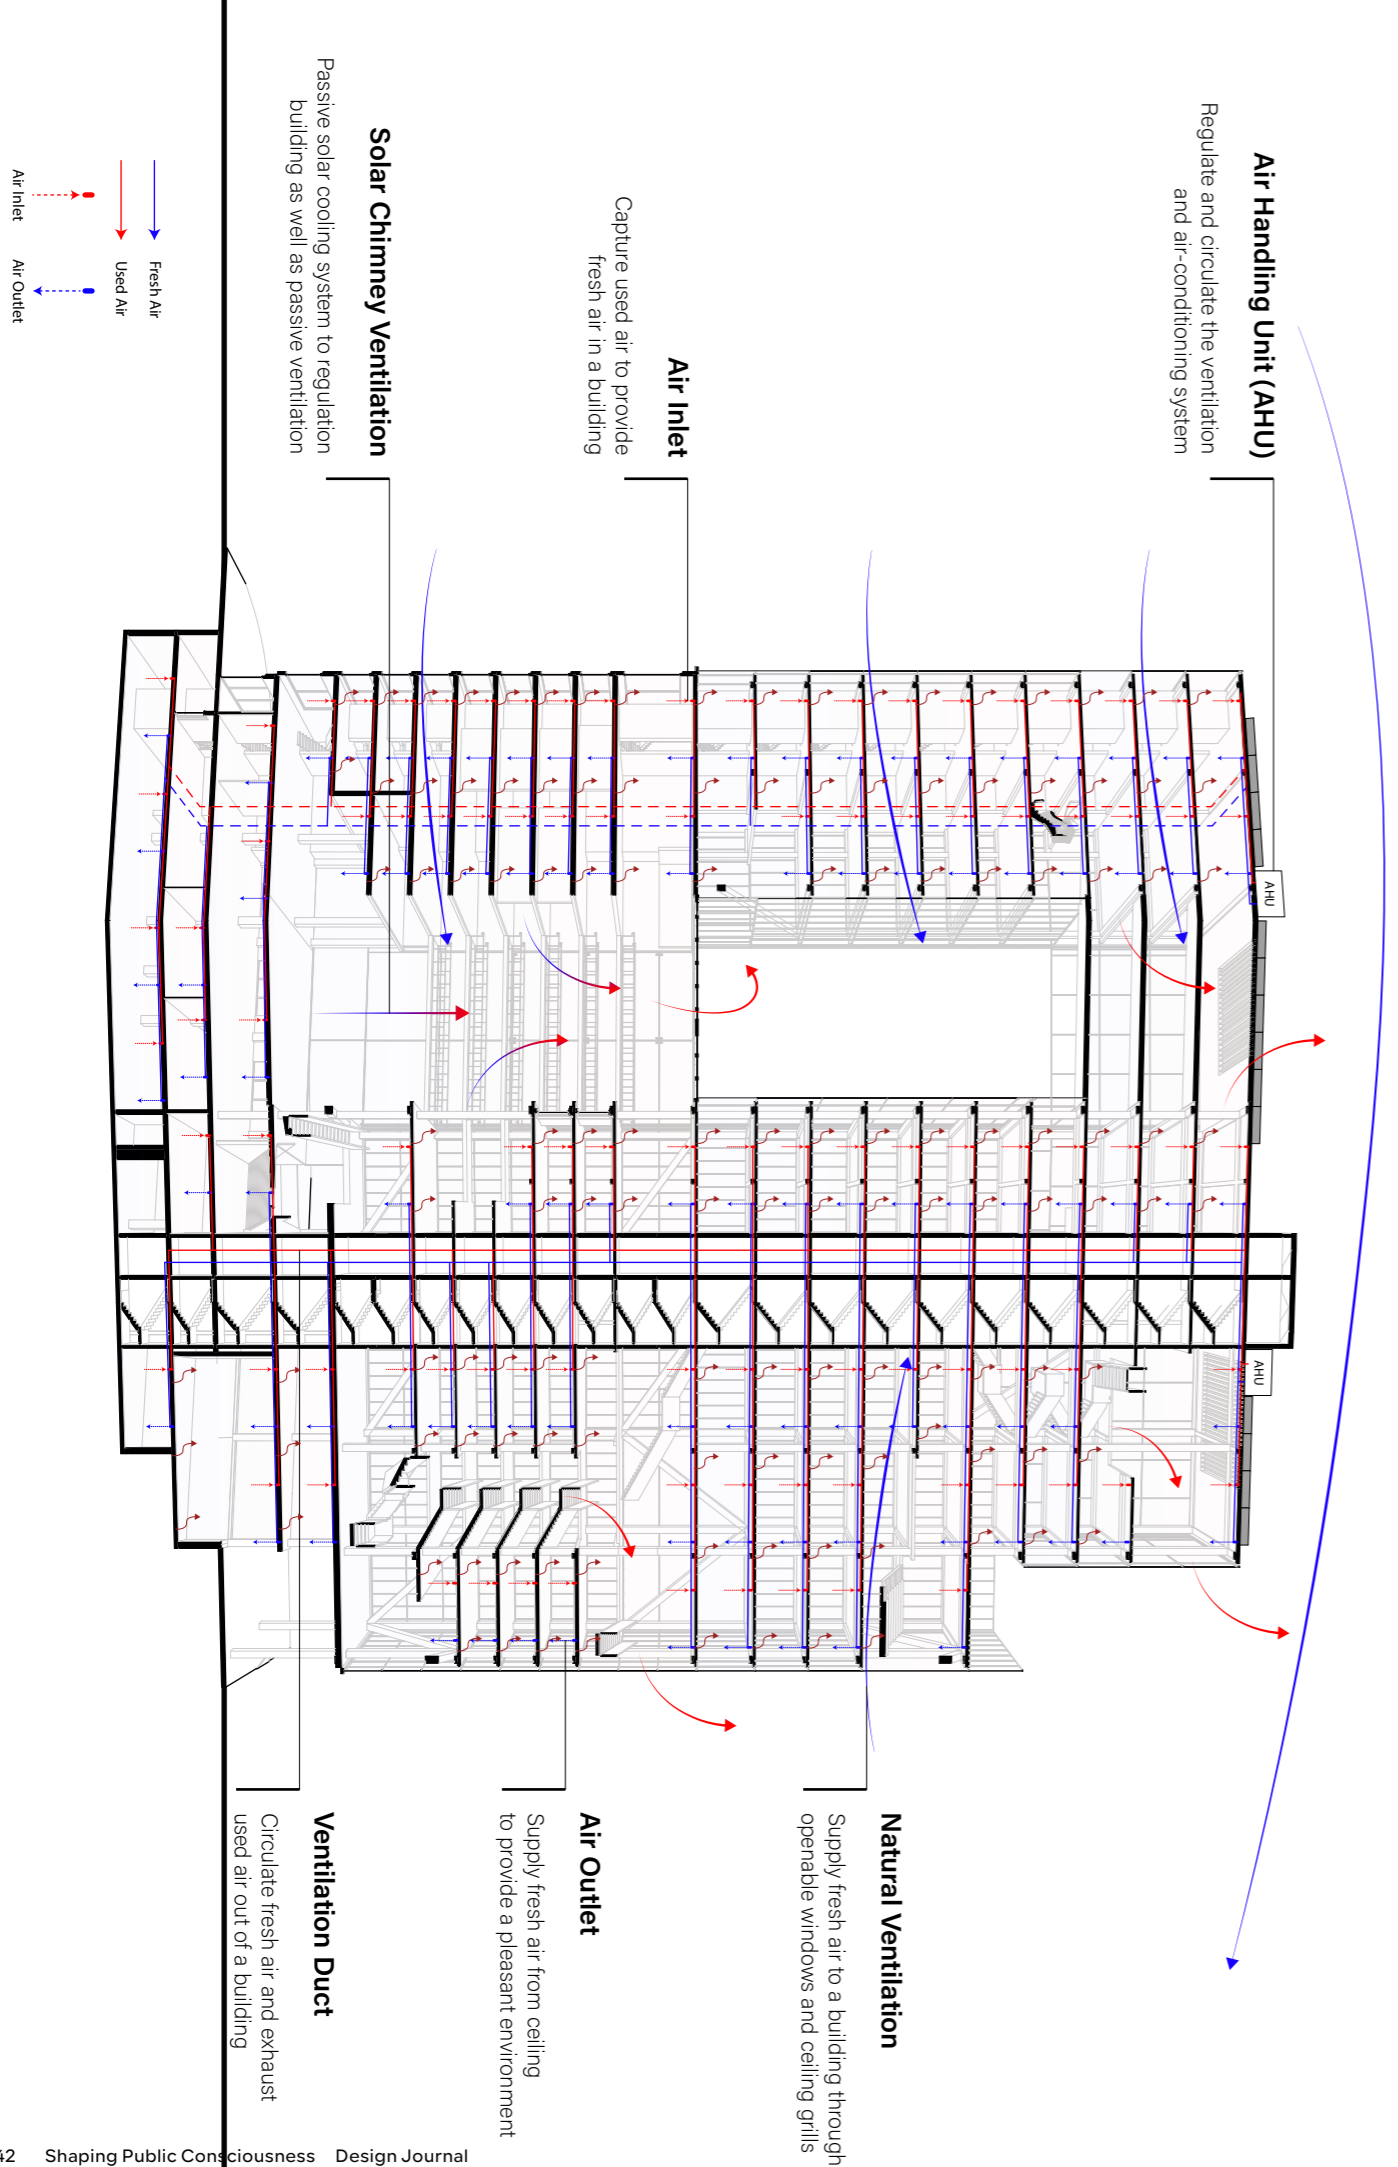 Air Handling Unit (AHU)
Regulate and circulate the ventilation
and air-conditioning system
Air Inlet
Capture used air to provide
fresh air in a building
Solar Chimney Ventilation
Passive solar cooling system to regulation
building as well as passive ventilation
Fresh Air
Used Air
Air Inlet
Air Outlet
AHU
AHU
Natural Ventilation
Supply fresh air to a building through
openable windows and ceiling grills
Air Outlet
Supply fresh air from ceiling
to provide a pleasant environment
Ventilation Duct
Circulate fresh air and exhaust
used air out of a building
42 Shaping Public Consciousness Design Journal